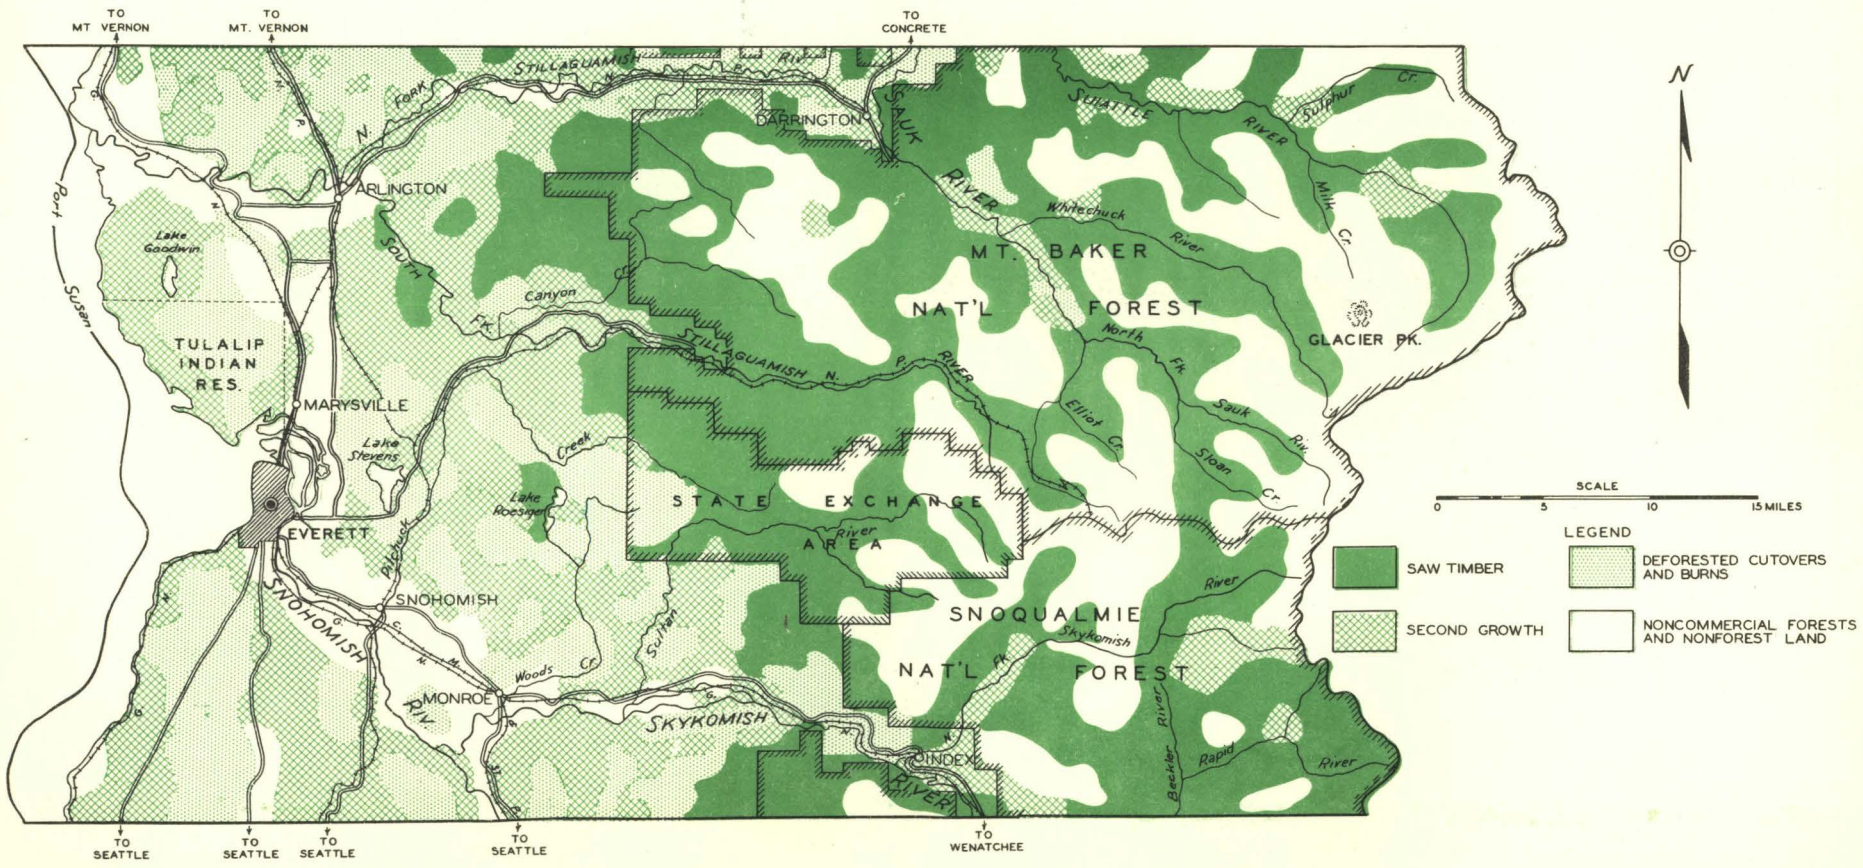 TO
MT VERNON
TO
MT. VERNON
TO
CONCRETE
N
STILLAGUAMISH
Riv.
N.
P.
N. FORK
G.
N.
P.
DARRINGTON
SAUK
RIVER
SUIATTLE
RIVER
Sulphur Cr.
Port
Susan
N
ARLINGTON
Lake
Goodwin
SOUTH
FK.
Canyon
Cr.
Whitechuck
River
Milk
Cr.
MT. BAKER
NAT'L FOREST
GLACIER PK.
TULALIP
INDIAN
RES.
STILLAGUAMISH
N.
P.
RIVER
North
Fk.
Sauk
Riv.
Elliot
Cr.
Sloan
Cr.
MARYSVILLE
Lake
Stevens
Creek
Lake
Roesiger
STATE EXCHANGE
AREA
River
EVERETT
Pilchuck
SCALE
0 5 10 15 MILES
LEGEND
SAW TIMBER
DEFORESTED CUTOVERS
AND BURNS
SECOND GROWTH
NONCOMMERCIAL FORESTS
AND NONFOREST LAND
SNOHOMISH
SNOHOMISH
RIV.
G.
N.
C.
N.
M.
Sultan
Woods Cr.
MONROE
G.
SKYKOMISH
N.
RIVER
N.
INDEX
SNOQUALMIE
NAT'L FOREST
Fk.
Skykomish
River
Beckler River
Rapid
River
N.
G.
ST.
P.
TO
SEATTLE
TO
SEATTLE
TO
SEATTLE
TO
SEATTLE
TO
WENATCHEE